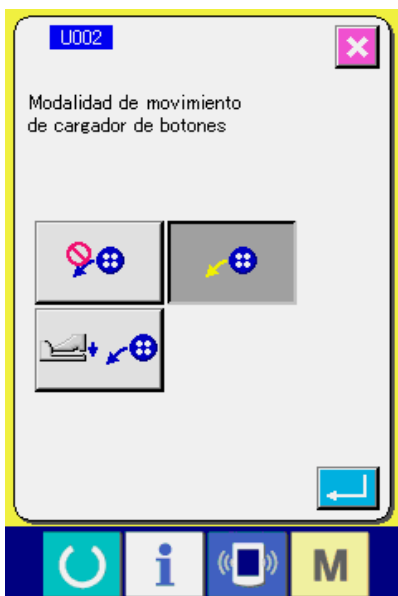 U002
Modalidad de movimiento
de cargador de botones
i
M